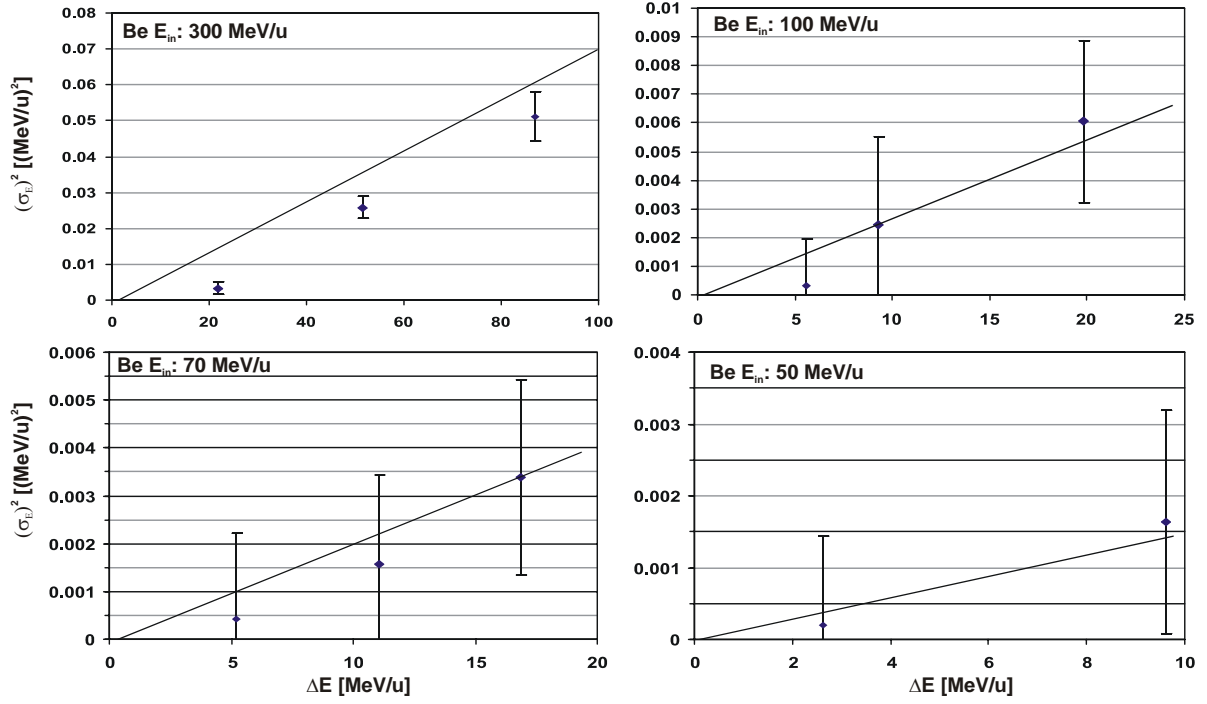 Be E_in: 300 MeV/u
(σ_E)² [(MeV/u)²]
0.08
0.07
0.06
0.05
0.04
0.03
0.02
0.01
0
0 20 40 60 80 100
Be E_in: 100 MeV/u
0.01
0.009
0.008
0.007
0.006
0.005
0.004
0.003
0.002
0.001
0
0 5 10 15 20 25
Be E_in: 70 MeV/u
(σ_E)² [(MeV/u)²]
0.006
0.005
0.004
0.003
0.002
0.001
0
0 5 10 15 20
ΔE [MeV/u]
Be E_in: 50 MeV/u
0.004
0.003
0.002
0.001
0
0 2 4 6 8 10
ΔE [MeV/u]